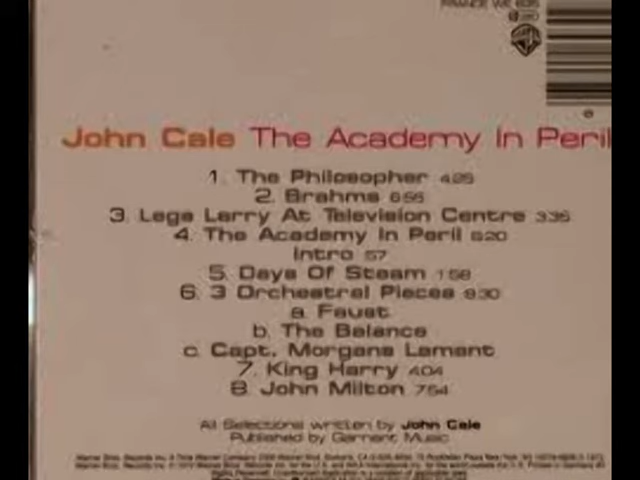 John Cale The Academy In Peril
1. The Philosopher 4:25
2. Brahms 6:55
3. Legs Larry At Television Centre 3:35
4. The Academy In Peril 6:20
Intro :57
5. Days Of Steam 1:58
6. 3 Orchestral Pieces 8:30
a. Faust
b. The Balance
c. Capt. Morgans Lament
7. King Harry 4:04
8. John Milton 7:54
All Selections written by John Cale
Published by Garment Music